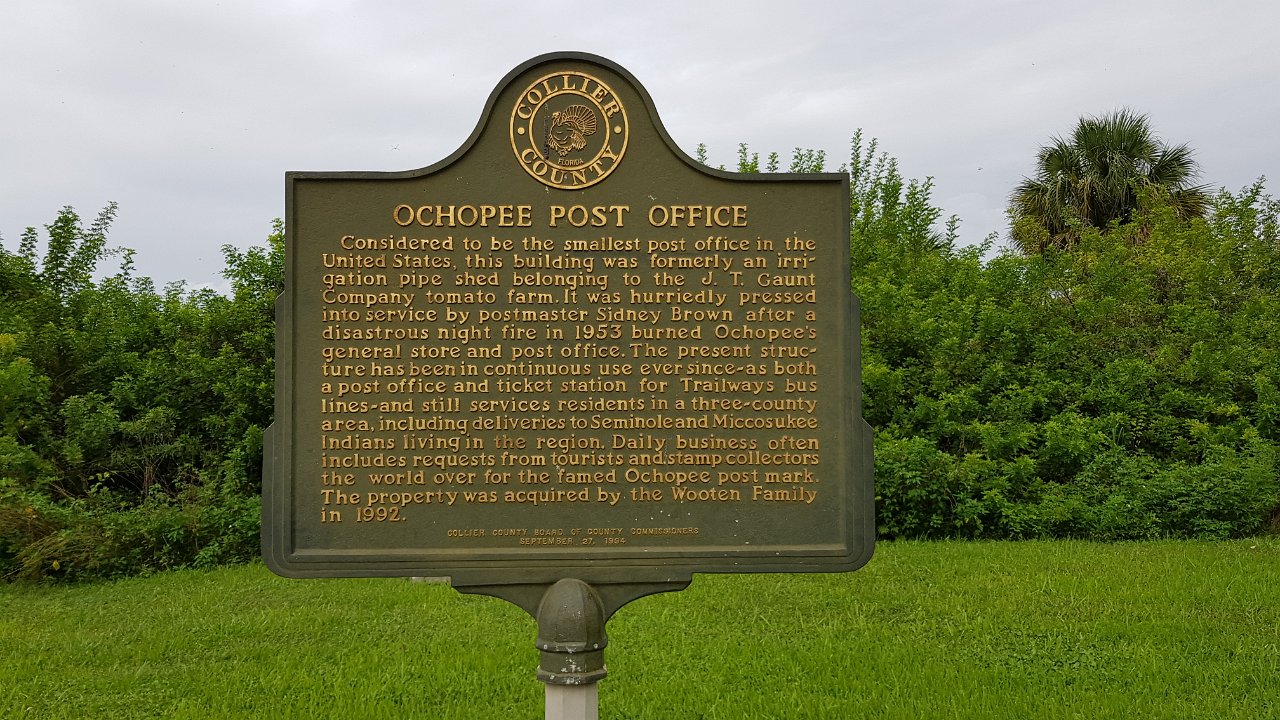 COLLIER
FLORIDA
COUNTY
OCHOPEE POST OFFICE
Considered to be the smallest post office in the
United States, this building was formerly an irri-
gation pipe shed belonging to the J. T. Gaunt
Company tomato farm. It was hurriedly pressed
into service by postmaster Sidney Brown after a
disastrous night fire in 1953 burned Ochopee's
general store and post office. The present struc-
ture has been in continuous use ever since-as both
a post office and ticket station for Trailways bus
lines-and still services residents in a three-county
area, including deliveries to Seminole and Miccosukee
Indians living in the region. Daily business often
includes requests from tourists and stamp collectors
the world over for the famed Ochopee post mark.
The property was acquired by the Wooten Family
in 1992.
COLLIER COUNTY BOARD OF COUNTY COMMISSIONERS
SEPTEMBER 27, 1994